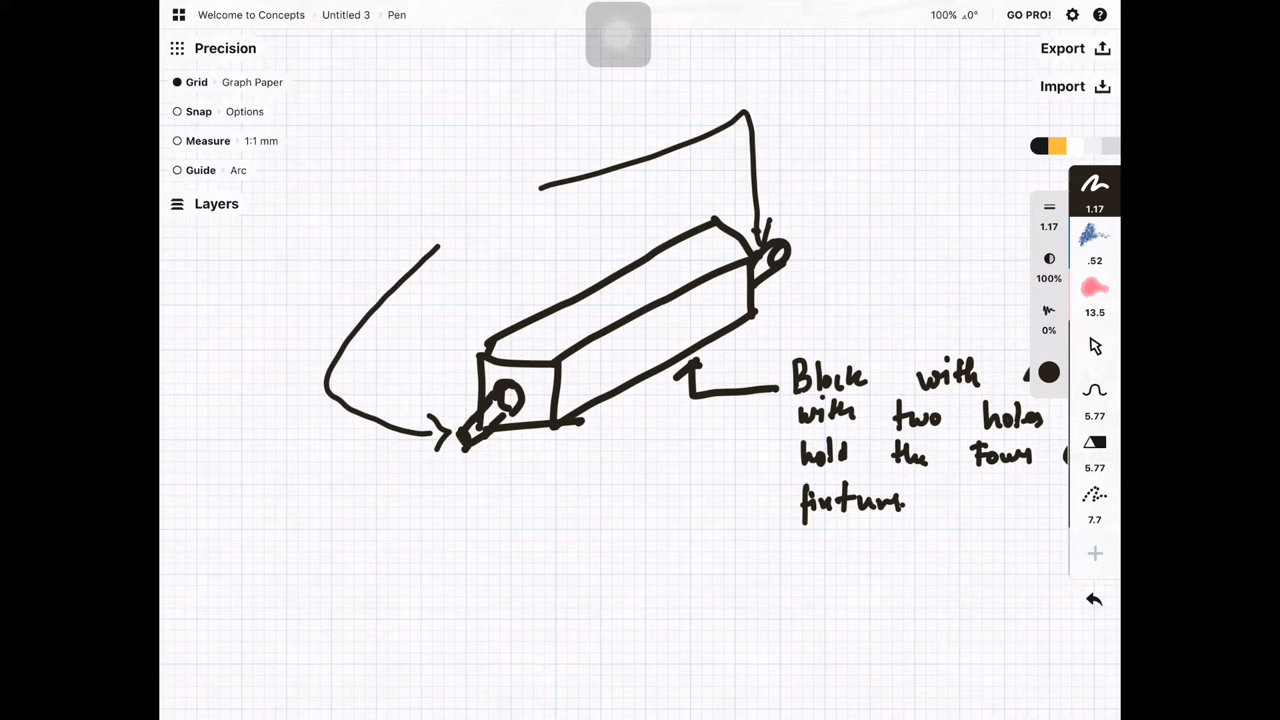 Welcome to Concepts › Untitled 3 › Pen
100% ⊿0° GO PRO!
Precision
Export
Import
Grid › Graph Paper
Snap › Options
Measure › 1:1 mm
Guide › Arc
Layers
1.17
1.17
100%
0%
.52
13.5
5.77
5.77
7.7
Block with
with two holes
hold the Four
fixture.